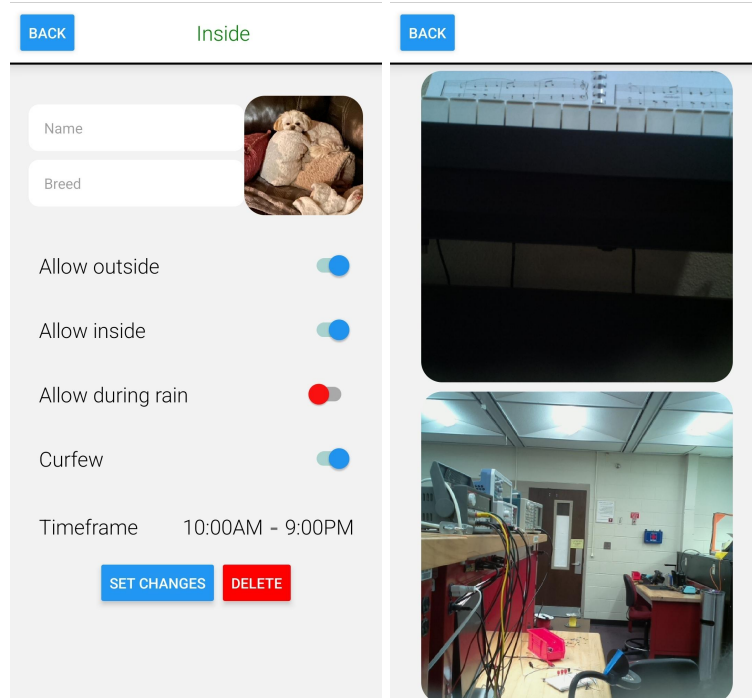 BACK
Inside
Name
Breed
Allow outside
Allow inside
Allow during rain
Curfew
Timeframe 10:00AM - 9:00PM
SET CHANGES DELETE
BACK